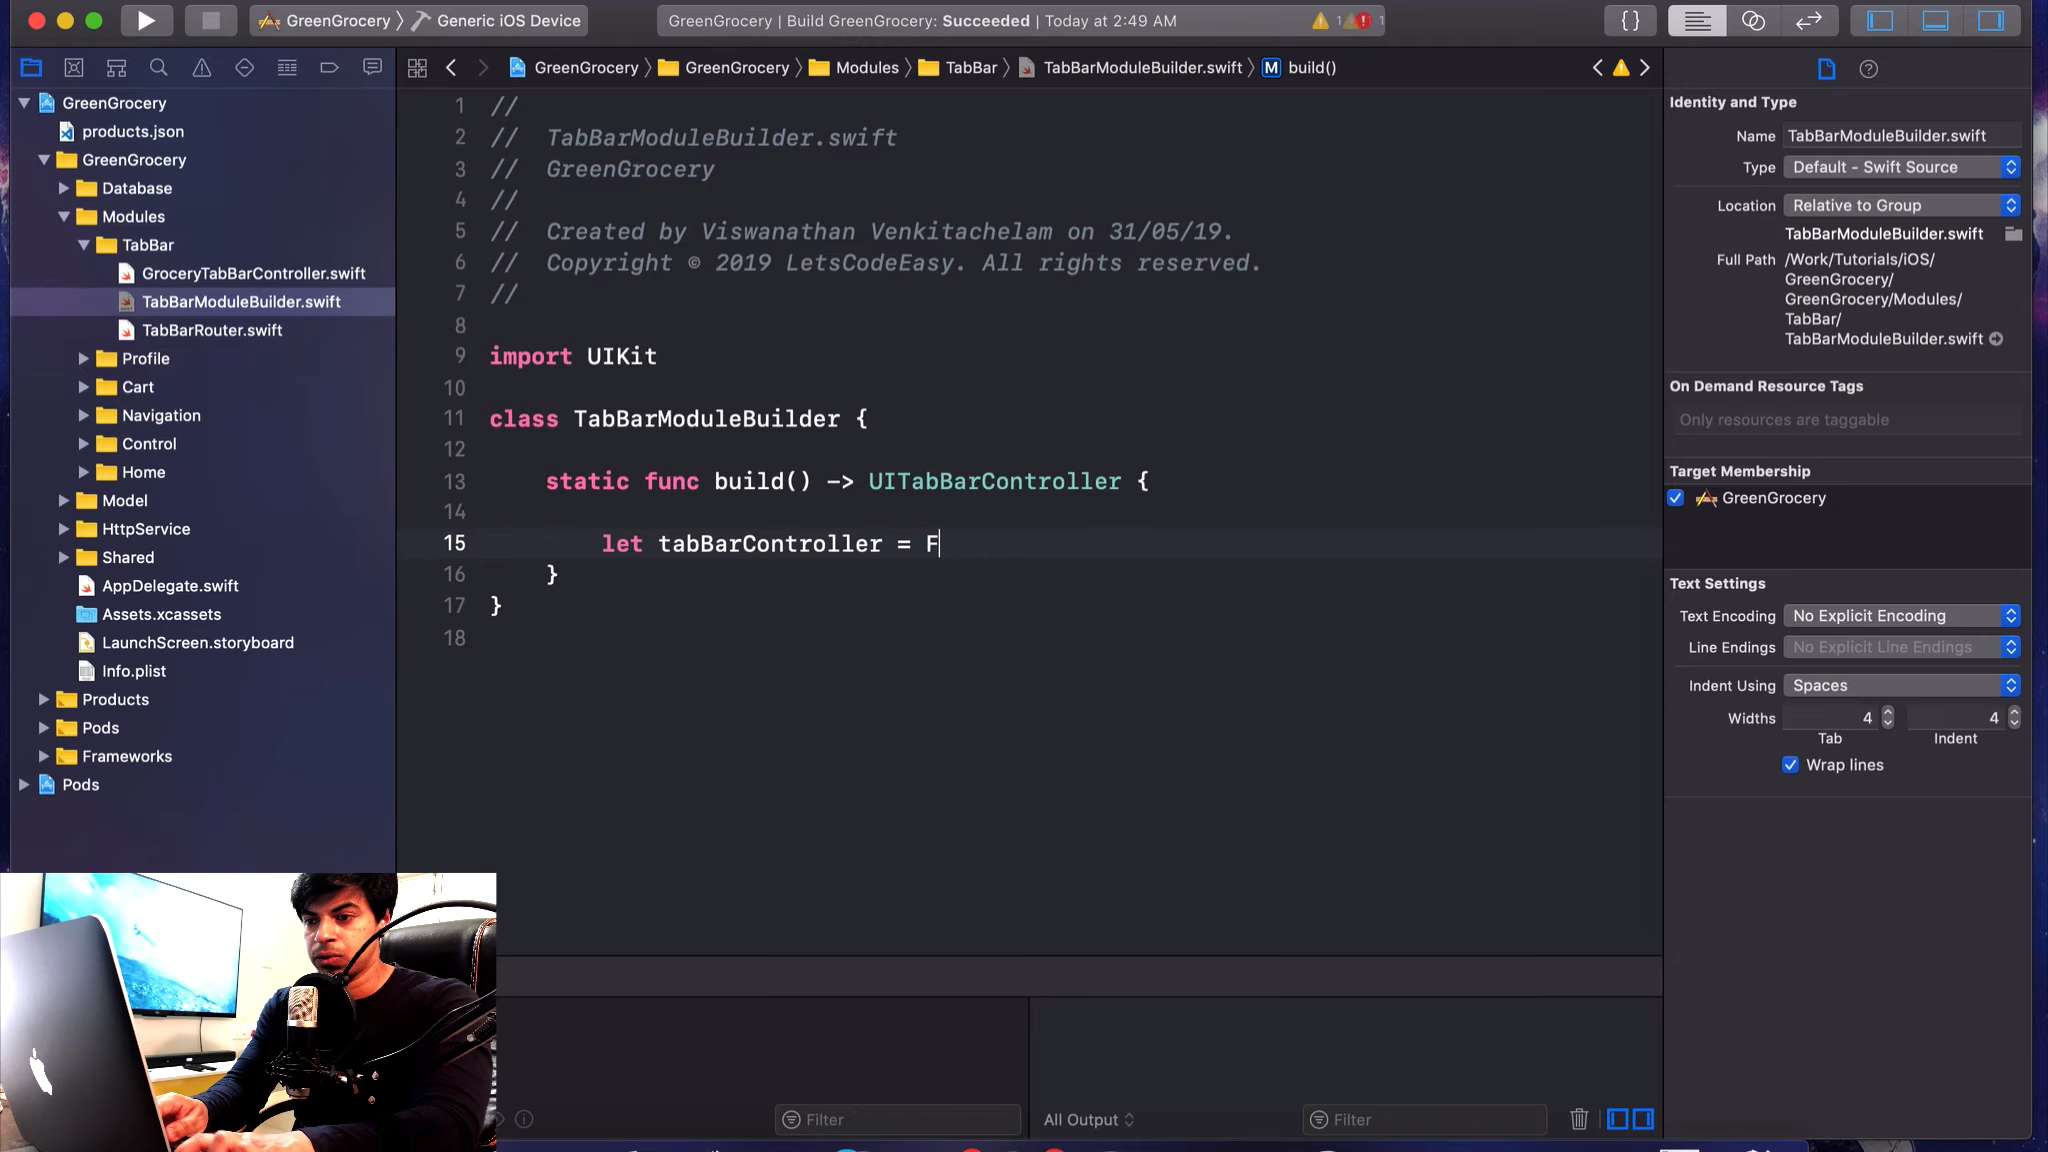 GreenGrocery Generic iOS Device
GreenGrocery | Build GreenGrocery: Succeeded | Today at 2:49 AM
1 1
{}
GreenGrocery
products.json
GreenGrocery
Database
Modules
TabBar
GroceryTabBarController.swift
TabBarModuleBuilder.swift
TabBarRouter.swift
Profile
Cart
Navigation
Control
Home
Model
HttpService
Shared
AppDelegate.swift
Assets.xcassets
LaunchScreen.storyboard
Info.plist
Products
Pods
Frameworks
Pods
GreenGrocery GreenGrocery Modules TabBar TabBarModuleBuilder.swift M build()
1 //
2 //  TabBarModuleBuilder.swift
3 //  GreenGrocery
4 //
5 //  Created by Viswanathan Venkitachelam on 31/05/19.
6 //  Copyright © 2019 LetsCodeEasy. All rights reserved.
7 //
8
9 import UIKit
10
11 class TabBarModuleBuilder {
12
13     static func build() -> UITabBarController {
14
15         let tabBarController = F
16     }
17 }
18
Filter
All Output
Filter
Identity and Type
Name TabBarModuleBuilder.swift
Type Default - Swift Source
Location Relative to Group
TabBarModuleBuilder.swift
Full Path /Work/Tutorials/iOS/
GreenGrocery/
GreenGrocery/Modules/
TabBar/
TabBarModuleBuilder.swift
On Demand Resource Tags
Only resources are taggable
Target Membership
GreenGrocery
Text Settings
Text Encoding No Explicit Encoding
Line Endings No Explicit Line Endings
Indent Using Spaces
Widths 4 4
Tab Indent
Wrap lines